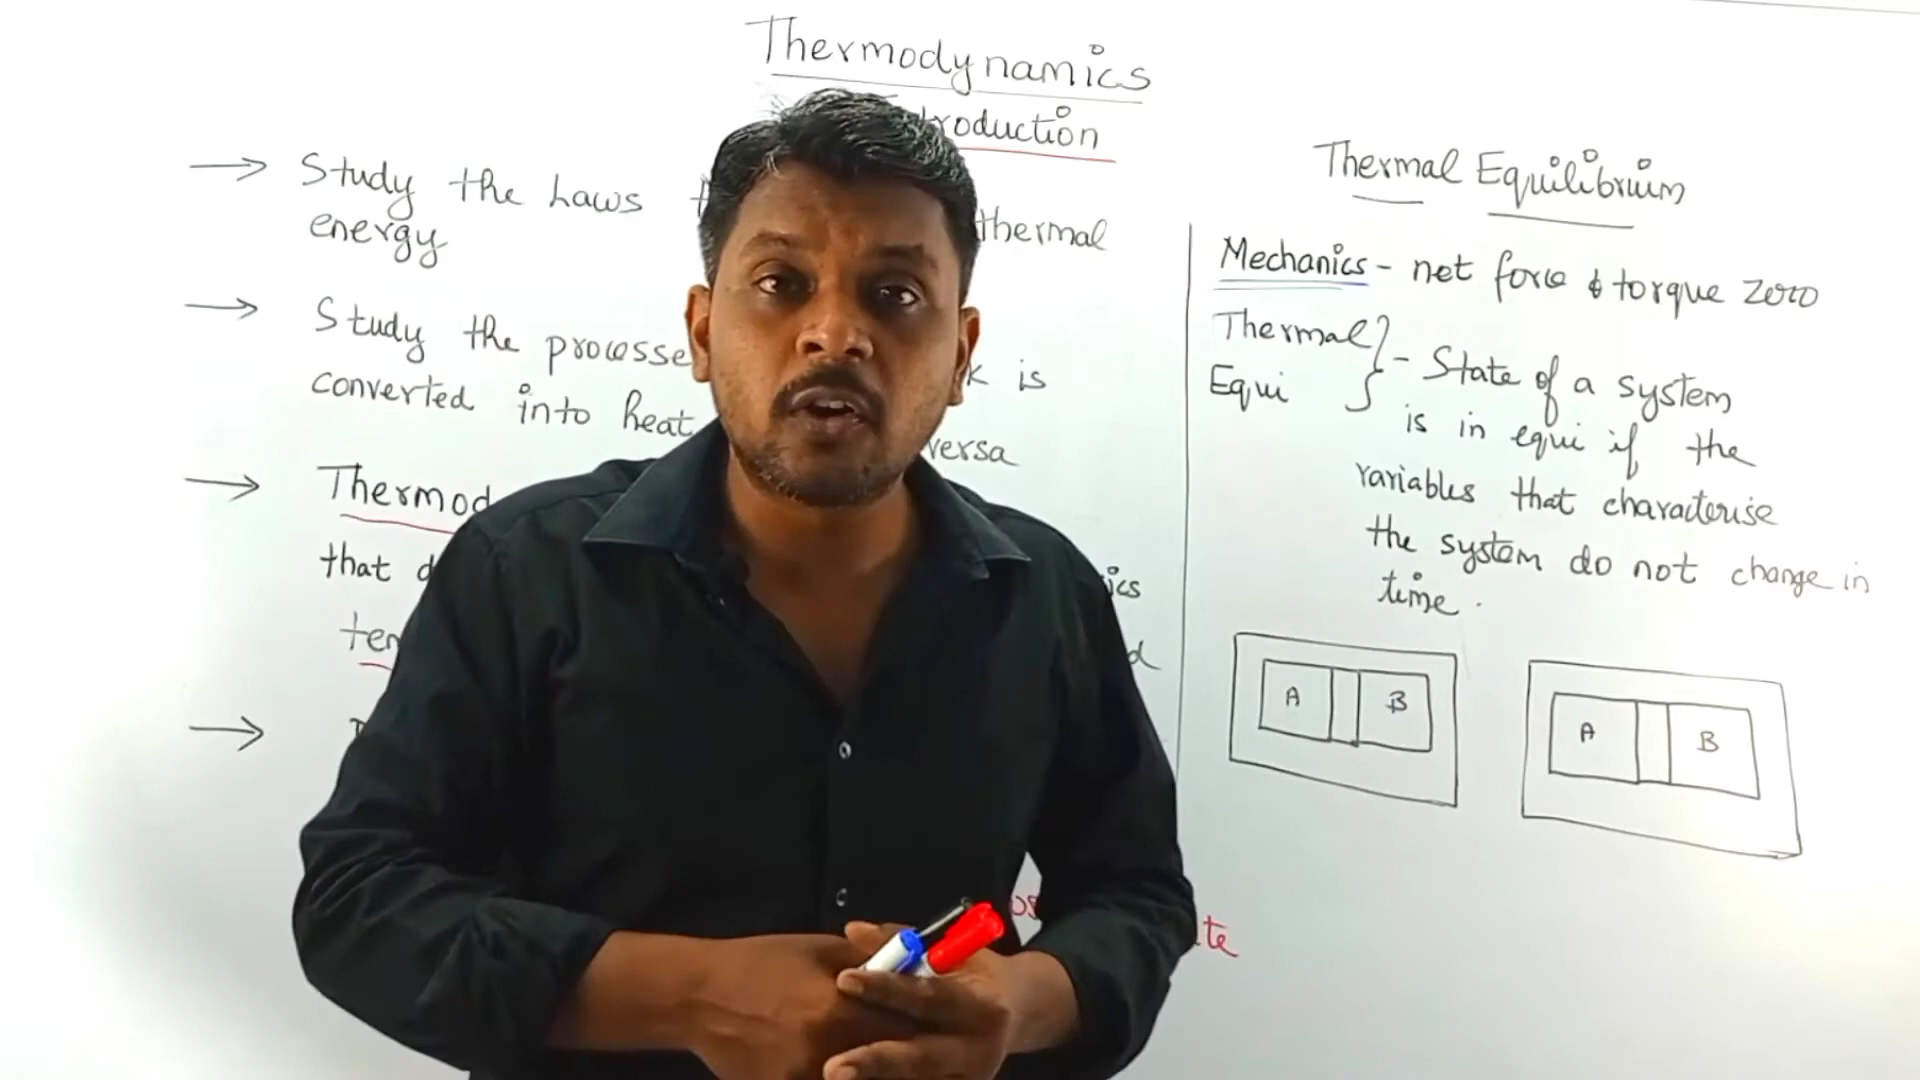 Thermodynamics
troduction
→ Study the Laws thermal
energy
→ Study the processe k is
converted into heat versa
→ Thermod
that d ics
ter d
→
te
Thermal Equilibrium
Mechanics - net force & torque zero
Thermal } - State of a system
Equi is in equi if the
variables that characterise
the system do not change in
time.
A B
A B